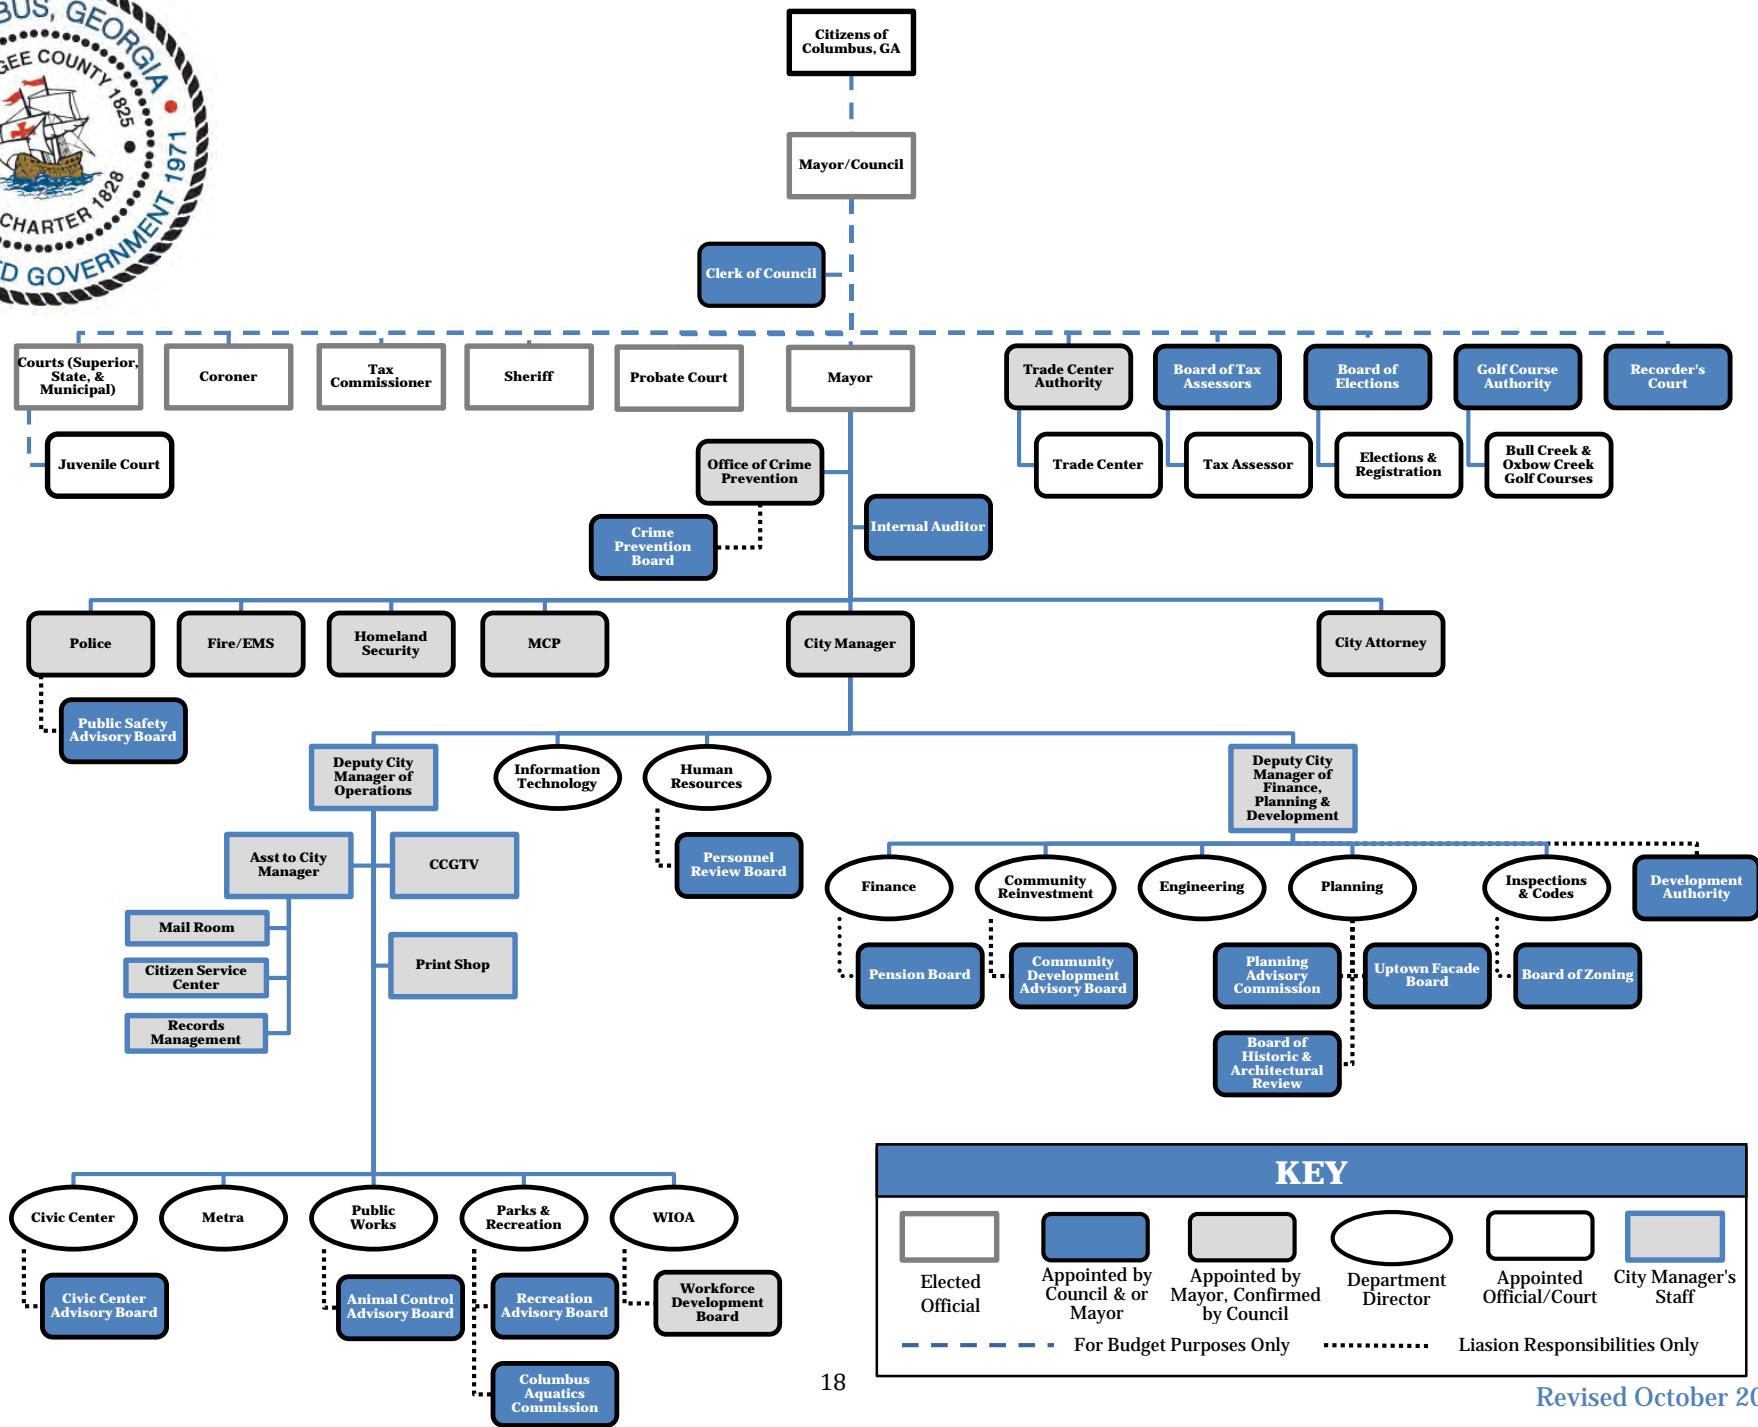 BUS, GEORGIA
GEE COUNTY 1825
CHARTER 1828
ED GOVERNMENT 1971
Citizens of
Columbus, GA
Mayor/Council
Clerk of Council
Courts (Superior,
State, &
Municipal)
Coroner
Tax
Commissioner
Sheriff
Probate Court
Mayor
Trade Center
Authority
Board of Tax
Assessors
Board of
Elections
Golf Course
Authority
Recorder's
Court
Juvenile Court
Office of Crime
Prevention
Trade Center
Tax Assessor
Elections &
Registration
Bull Creek &
Oxbow Creek
Golf Courses
Crime
Prevention
Board
Internal Auditor
Police
Fire/EMS
Homeland
Security
MCP
City Manager
City Attorney
Public Safety
Advisory Board
Deputy City
Manager of
Operations
Information
Technology
Human
Resources
Deputy City
Manager of
Finance,
Planning &
Development
Asst to City
Manager
CCGTV
Personnel
Review Board
Finance
Community
Reinvestment
Engineering
Planning
Inspections
& Codes
Development
Authority
Mail Room
Citizen Service
Center
Records
Management
Print Shop
Pension Board
Community
Development
Advisory Board
Planning
Advisory
Commission
Uptown Facade
Board
Board of Zoning
Board of
Historic &
Architectural
Review
Civic Center
Metra
Public
Works
Parks &
Recreation
WIOA
Civic Center
Advisory Board
Animal Control
Advisory Board
Recreation
Advisory Board
Workforce
Development
Board
Columbus
Aquatics
Commission
KEY
Elected
Official
Appointed by
Council & or
Mayor
Appointed by
Mayor, Confirmed
by Council
Department
Director
Appointed
Official/Court
City Manager's
Staff
For Budget Purposes Only
Liasion Responsibilities Only
18
Revised October 20